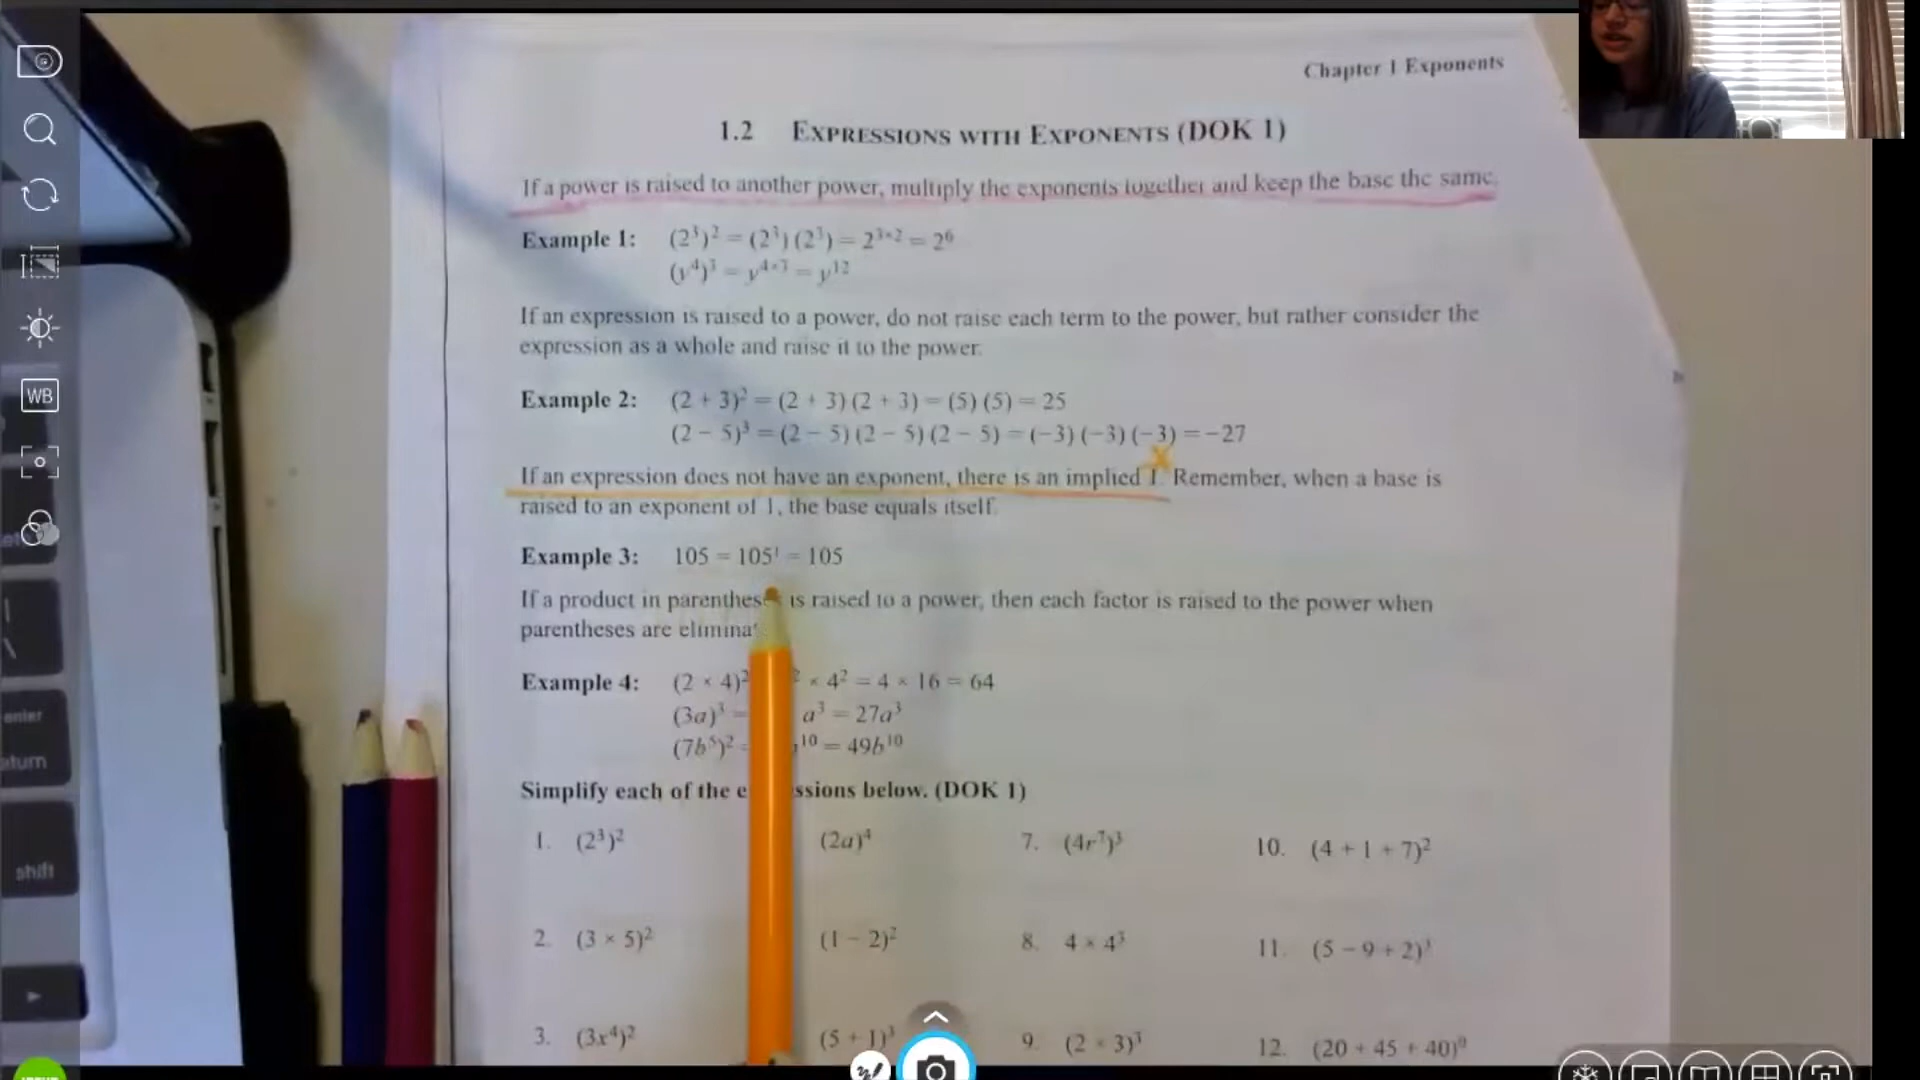 Chapter 1 Exponents
1.2 EXPRESSIONS WITH EXPONENTS (DOK 1)
If a power is raised to another power, multiply the exponents together and keep the base the same.
Example 1: (2³)² = (2³) (2³) = 2³ˣ² = 2⁶
(y⁴)³ = y⁴ˣ³ = y¹²
If an expression is raised to a power, do not raise each term to the power, but rather consider the
expression as a whole and raise it to the power.
Example 2: (2 + 3)² = (2 + 3) (2 + 3) = (5) (5) = 25
(2 − 5)³ = (2 − 5) (2 − 5) (2 − 5) = (−3) (−3) (−3) = −27
x
If an expression does not have an exponent, there is an implied 1. Remember, when a base is
raised to an exponent of 1, the base equals itself.
Example 3: 105 = 105¹ = 105
If a product in parenthes is raised to a power, then each factor is raised to the power when
parentheses are elimina
Example 4: (2 × 4)² ² × 4² = 4 × 16 = 64
(3a)³ = a³ = 27a³
(7b⁵)² = ¹⁰ = 49b¹⁰
Simplify each of the e ssions below. (DOK 1)
1. (2³)² (2a)⁴ 7. (4r⁷)³ 10. (4 + 1 + 7)²
2. (3 × 5)² (1 − 2)² 8. 4 × 4³ 11. (5 − 9 + 2)³
3. (3x⁴)² (5 + 1)³ 9. (2 × 3)³ 12. (20 + 45 + 40)⁰
WB
enter
shift